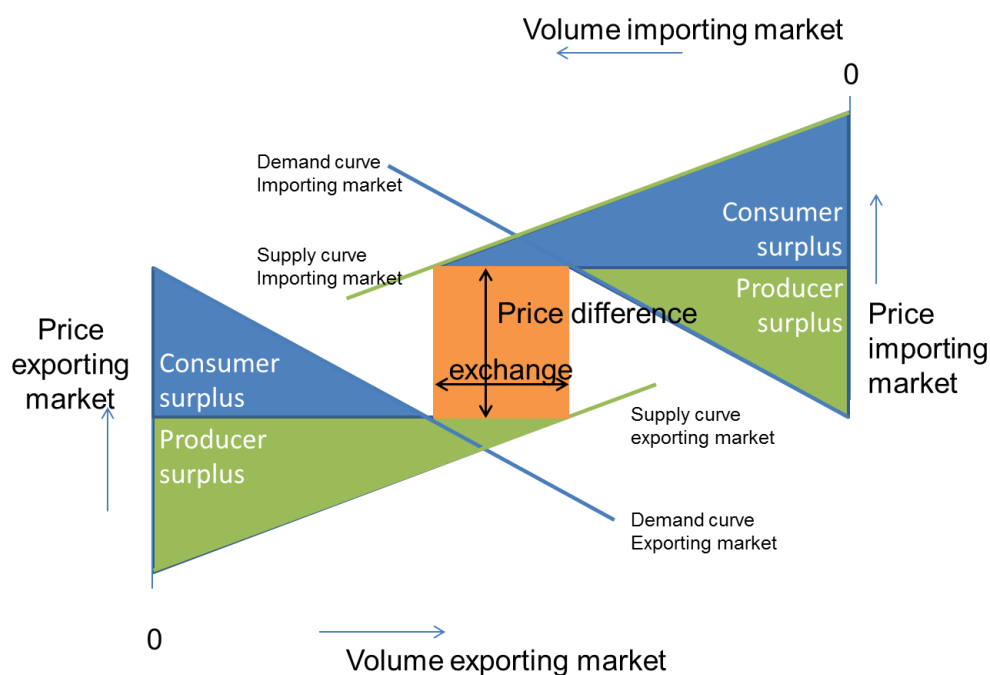 Volume importing market
0
Demand curve
Importing market
Consumer
surplus
Supply curve
Importing market
Producer
surplus
Price difference
Price
importing
market
Price
exporting
market
Consumer
surplus
exchange
Supply curve
exporting market
Producer
surplus
Demand curve
Exporting market
0
Volume exporting market